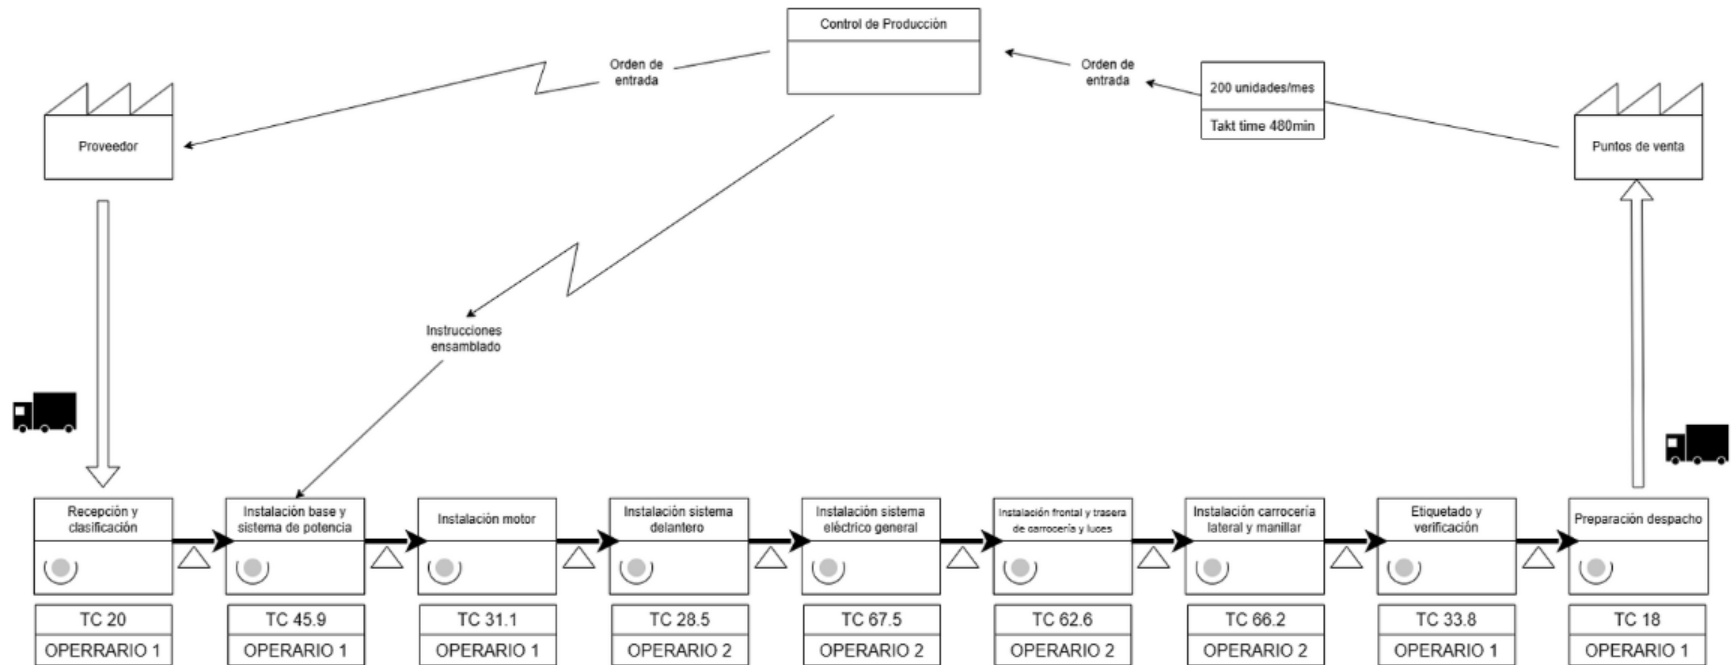 Control de Producción
Orden de
entrada
Orden de
entrada
200 unidades/mes
Takt time 480min
Proveedor
Puntos de venta
Instrucciones
ensamblado
Recepción y
clasificación
Instalación base y
sistema de potencia
Instalación motor
Instalación sistema
delantero
Instalación sistema
eléctrico general
Instalación frontal y trasera
de carrocería y luces
Instalación carrocería
lateral y manillar
Etiquetado y
verificación
Preparación despacho
TC 20
TC 45.9
TC 31.1
TC 28.5
TC 67.5
TC 62.6
TC 66.2
TC 33.8
TC 18
OPERRARIO 1
OPERARIO 1
OPERARIO 1
OPERARIO 2
OPERARIO 2
OPERARIO 2
OPERARIO 2
OPERARIO 1
OPERARIO 1